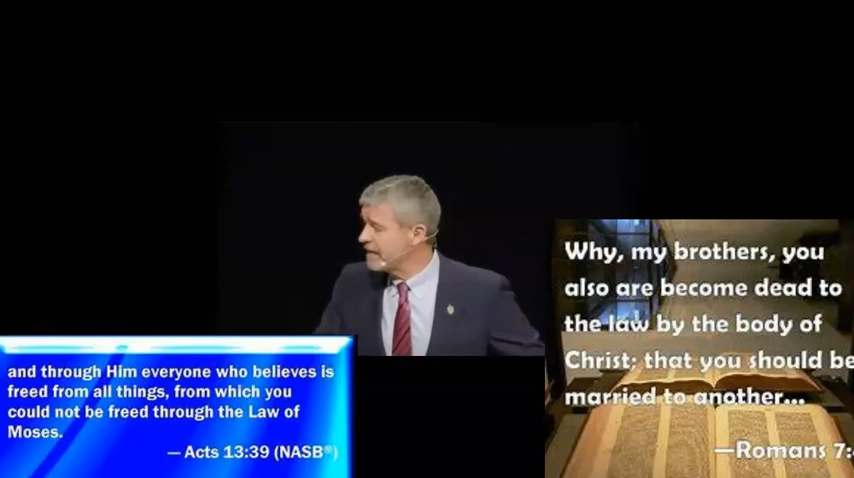 and through Him everyone who believes is
freed from all things, from which you
could not be freed through the Law of
Moses.
— Acts 13:39 (NASB®)
Why, my brothers, you
also are become dead to
the law by the body of
Christ; that you should be
married to another...
—Romans 7: